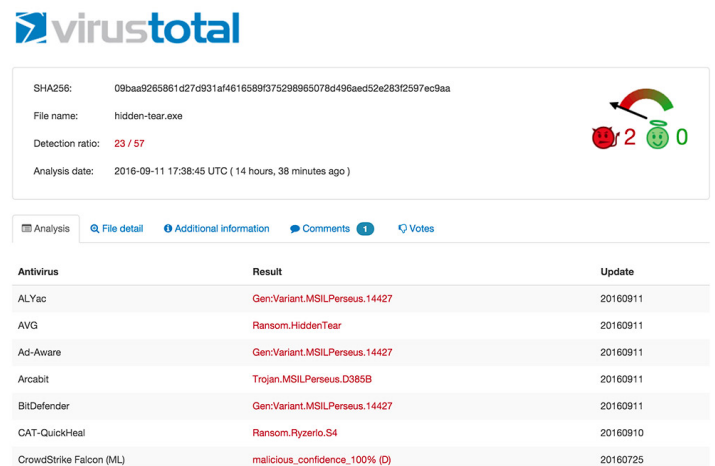 virustotal
SHA256: 09baa9265861d27d931af4616589f375298965078d496aed52e283f2597ec9aa
File name: hidden-tear.exe
Detection ratio: 23 / 57
2 0
Analysis date: 2016-09-11 17:38:45 UTC ( 14 hours, 38 minutes ago )
Analysis File detail Additional information Comments 1 Votes
Antivirus Result Update
ALYac Gen:Variant.MSILPerseus.14427 20160911
AVG Ransom.HiddenTear 20160911
Ad-Aware Gen:Variant.MSILPerseus.14427 20160911
Arcabit Trojan.MSILPerseus.D385B 20160911
BitDefender Gen:Variant.MSILPerseus.14427 20160911
CAT-QuickHeal Ransom.Ryzerlo.S4 20160910
CrowdStrike Falcon (ML) malicious_confidence_100% (D) 20160725